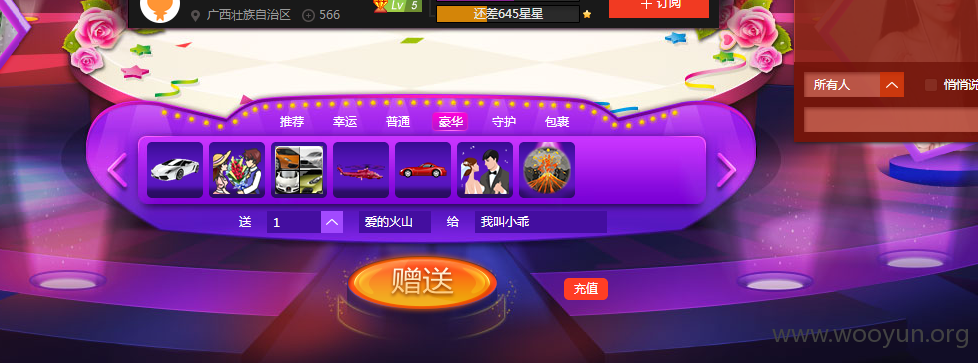 广西壮族自治区 566
Lv 5
还差645星星
订阅
所有人 悄悄说
推荐 幸运 普通 豪华 守护 包裹
送 1 爱的火山 给 我叫小乖
赠送
充值
www.wooyun.org